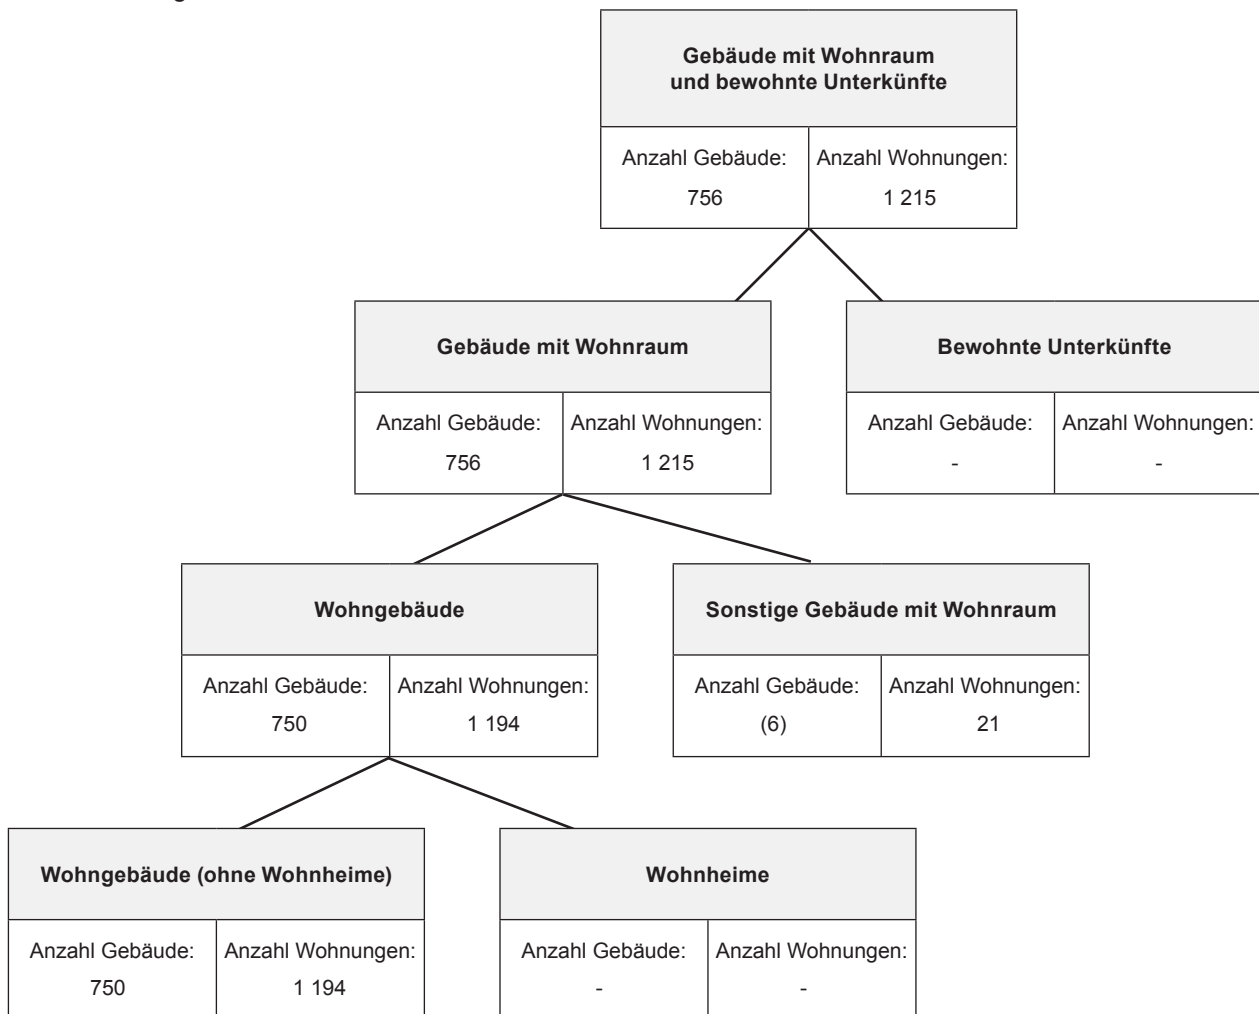 Gebäude mit Wohnraum
und bewohnte Unterkünfte
Anzahl Gebäude: Anzahl Wohnungen:
756 1 215
Gebäude mit Wohnraum
Anzahl Gebäude: Anzahl Wohnungen:
756 1 215
Bewohnte Unterkünfte
Anzahl Gebäude: Anzahl Wohnungen:
- -
Wohngebäude
Anzahl Gebäude: Anzahl Wohnungen:
750 1 194
Sonstige Gebäude mit Wohnraum
Anzahl Gebäude: Anzahl Wohnungen:
(6) 21
Wohngebäude (ohne Wohnheime)
Anzahl Gebäude: Anzahl Wohnungen:
750 1 194
Wohnheime
Anzahl Gebäude: Anzahl Wohnungen:
- -